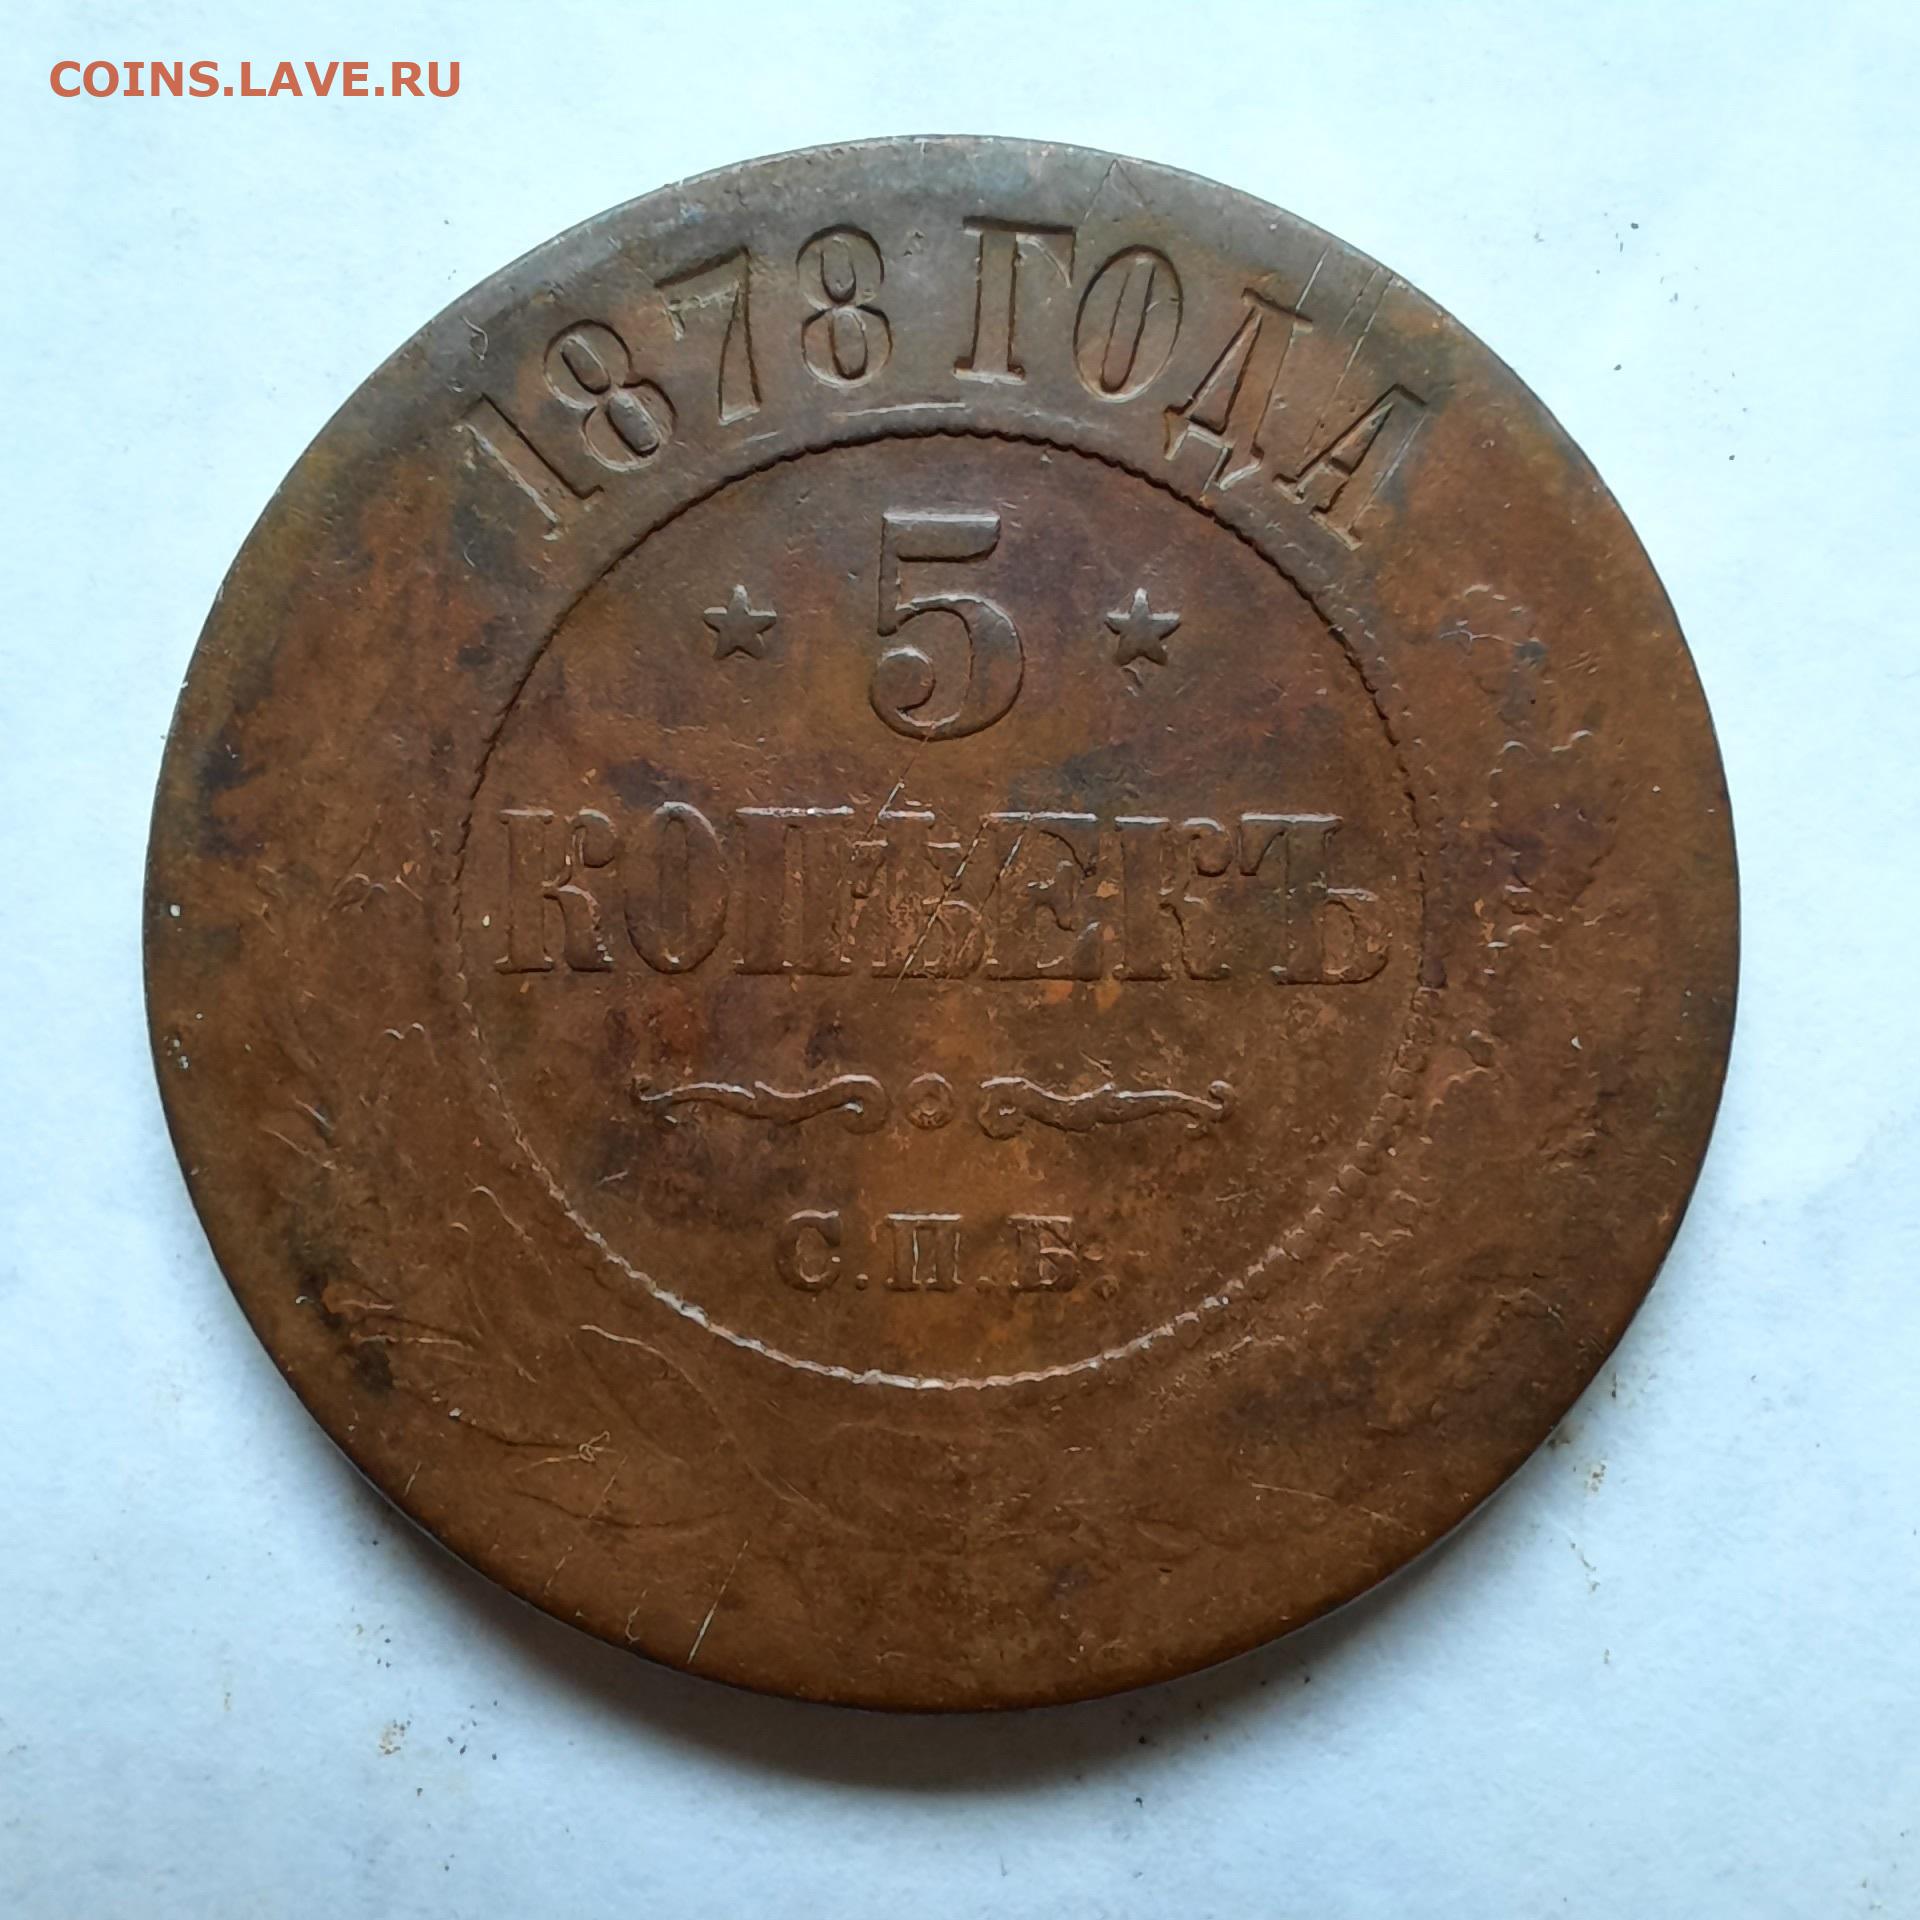 COINS.LAVE.RU
1878 ГОДА
5
КОПѢЕКЪ
С.П.Б.